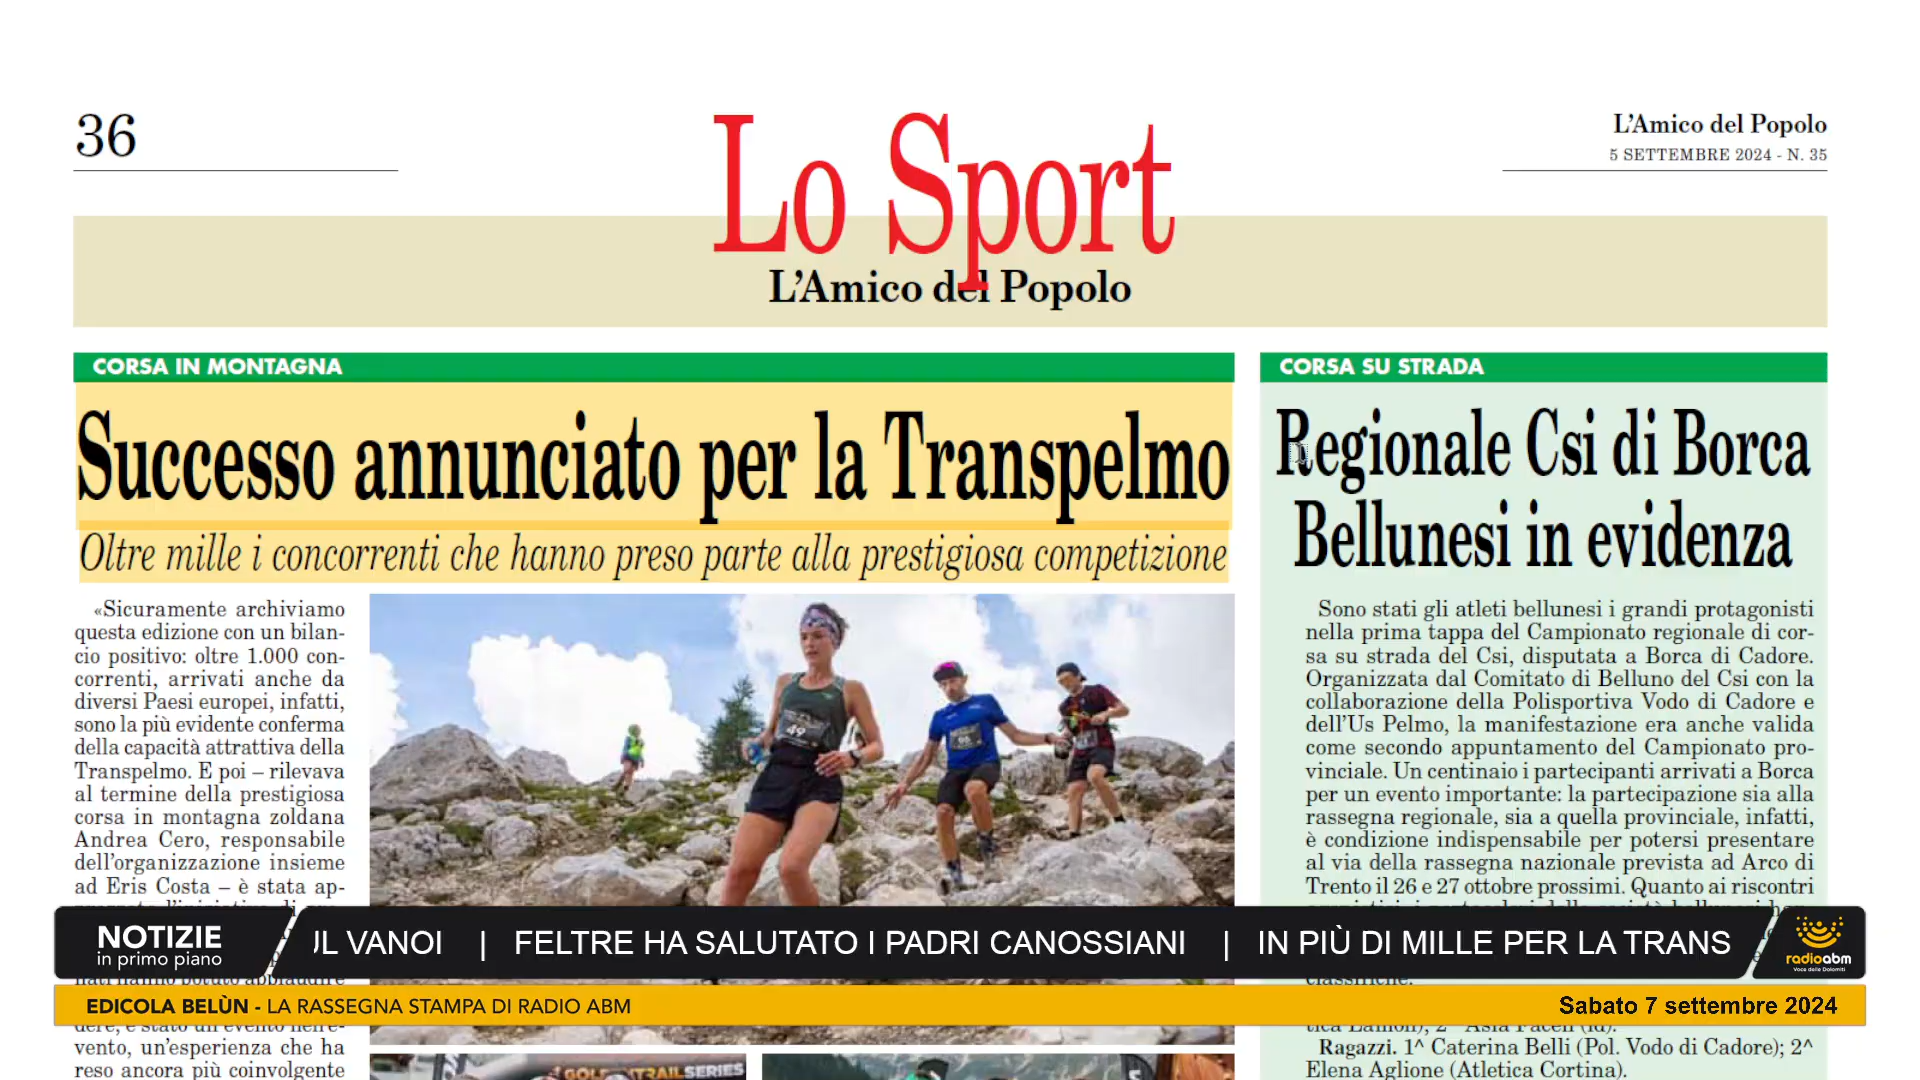 36
Lo Sport
L'Amico del Popolo
L'Amico del Popolo
5 SETTEMBRE 2024 - N. 35
CORSA IN MONTAGNA
Successo annunciato per la Transpelmo
Oltre mille i concorrenti che hanno preso parte alla prestigiosa competizione
«Sicuramente archiviamo
questa edizione con un bilan-
cio positivo: oltre 1.000 con-
correnti, arrivati anche da
diversi Paesi europei, infatti,
sono la più evidente conferma
della capacità attrattiva della
Transpelmo. E poi – rilevava
al termine della prestigiosa
corsa in montagna zoldana
Andrea Cero, responsabile
dell'organizzazione insieme
ad Eris Costa – è stata ap-
vento, un'esperienza che ha
reso ancora più coinvolgente
49
GOLDEN TRAIL SERIES
CORSA SU STRADA
Regionale Csi di Borca
Bellunesi in evidenza
Sono stati gli atleti bellunesi i grandi protagonisti
nella prima tappa del Campionato regionale di cor-
sa su strada del Csi, disputata a Borca di Cadore.
Organizzata dal Comitato di Belluno del Csi con la
collaborazione della Polisportiva Vodo di Cadore e
dell'Us Pelmo, la manifestazione era anche valida
come secondo appuntamento del Campionato pro-
vinciale. Un centinaio i partecipanti arrivati a Borca
per un evento importante: la partecipazione sia alla
rassegna regionale, sia a quella provinciale, infatti,
è condizione indispensabile per potersi presentare
al via della rassegna nazionale prevista ad Arco di
Trento il 26 e 27 ottobre prossimi. Quanto ai riscontri
classifiche.
Ragazzi. 1^ Caterina Belli (Pol. Vodo di Cadore); 2^
Elena Aglione (Atletica Cortina).
NOTIZIE
in primo piano
UL VANOI | FELTRE HA SALUTATO I PADRI CANOSSIANI | IN PIÙ DI MILLE PER LA TRANS
radioabm
Voce delle Dolomiti
EDICOLA BELÙN - LA RASSEGNA STAMPA DI RADIO ABM
Sabato 7 settembre 2024